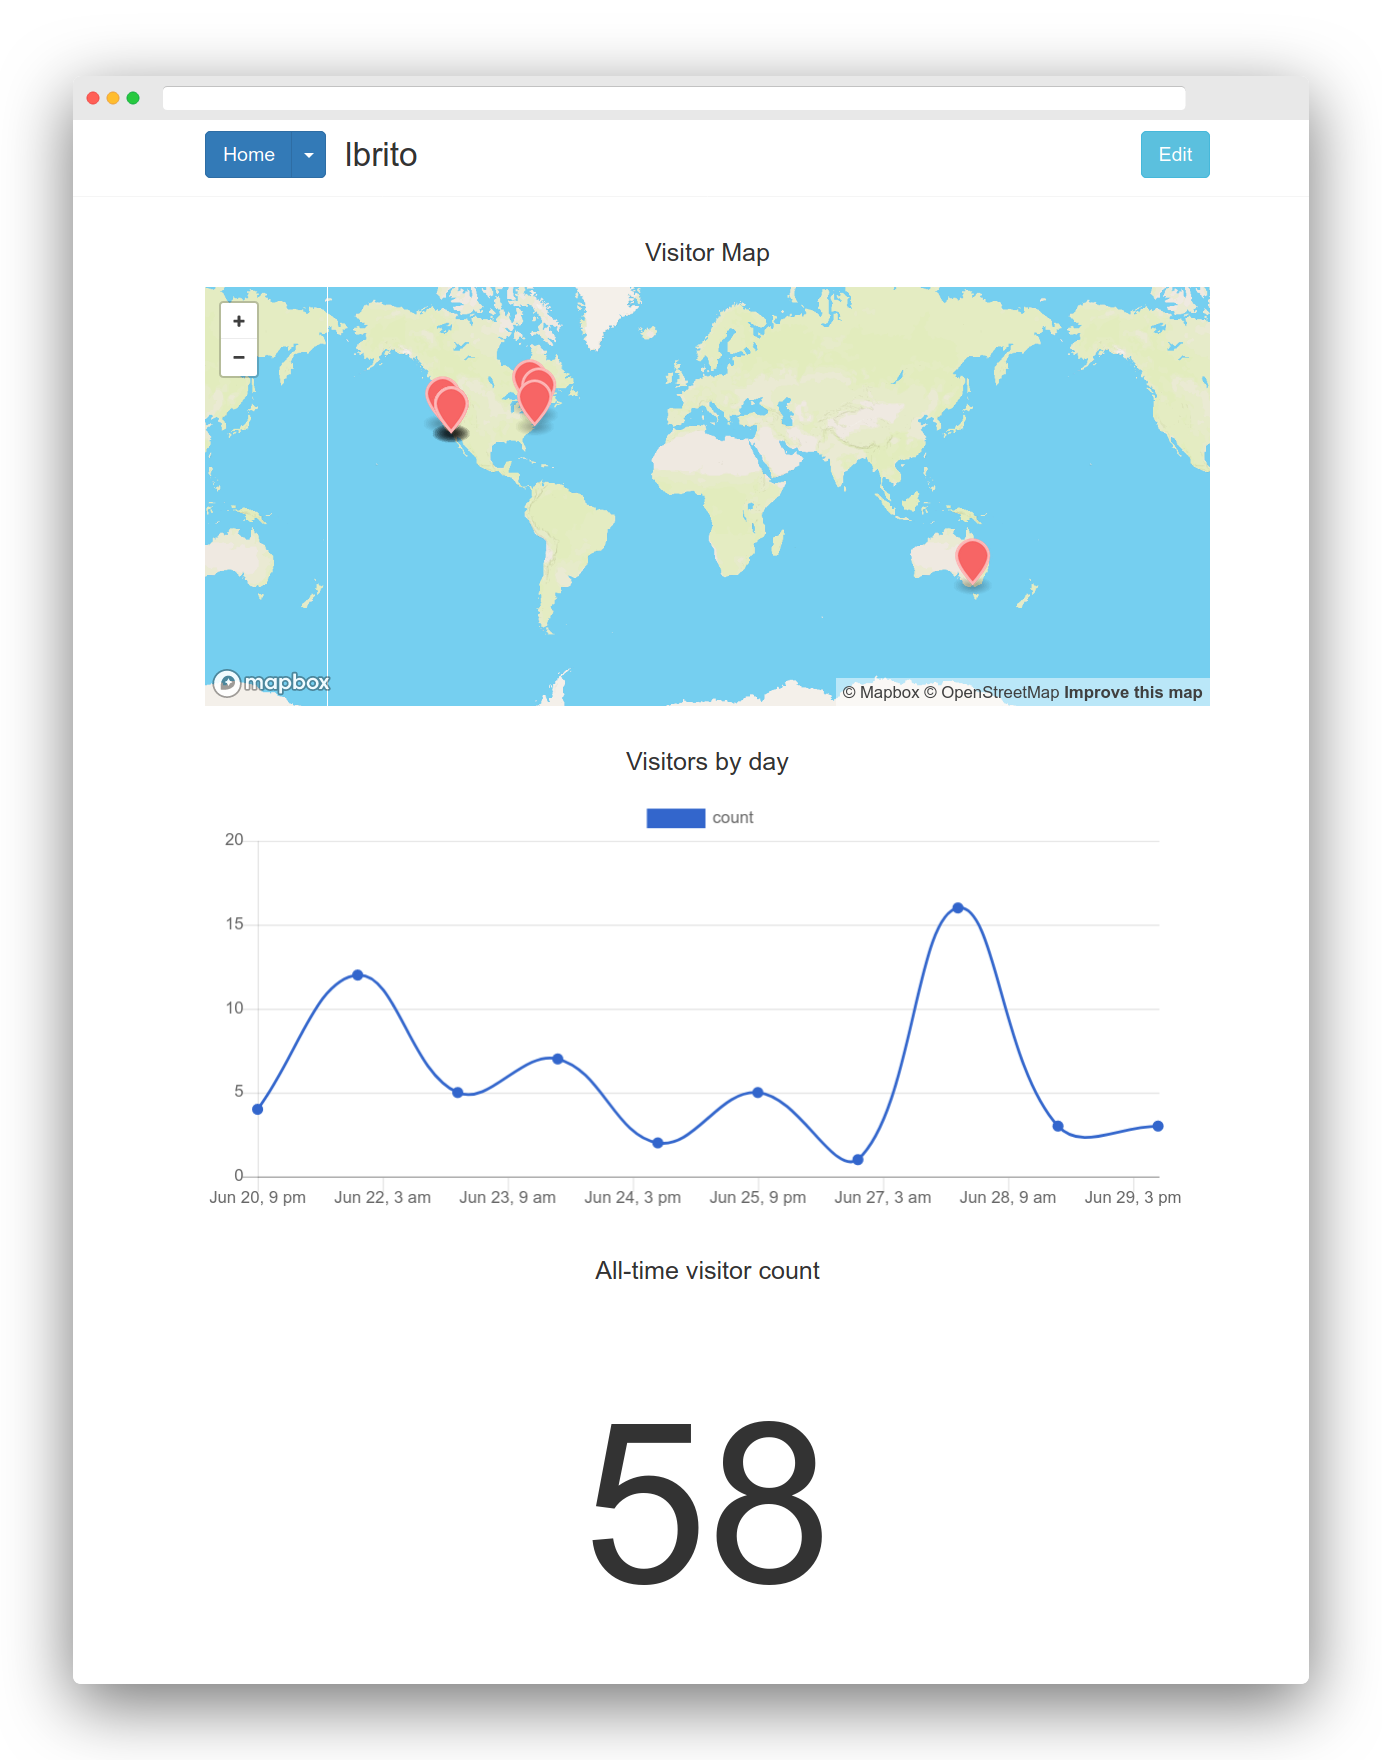 Home lbrito Edit
Visitor Map
+
−
mapbox
© Mapbox © OpenStreetMap Improve this map
Visitors by day
count
20
15
10
5
0
Jun 20, 9 pm Jun 22, 3 am Jun 23, 9 am Jun 24, 3 pm Jun 25, 9 pm Jun 27, 3 am Jun 28, 9 am Jun 29, 3 pm
All-time visitor count
58